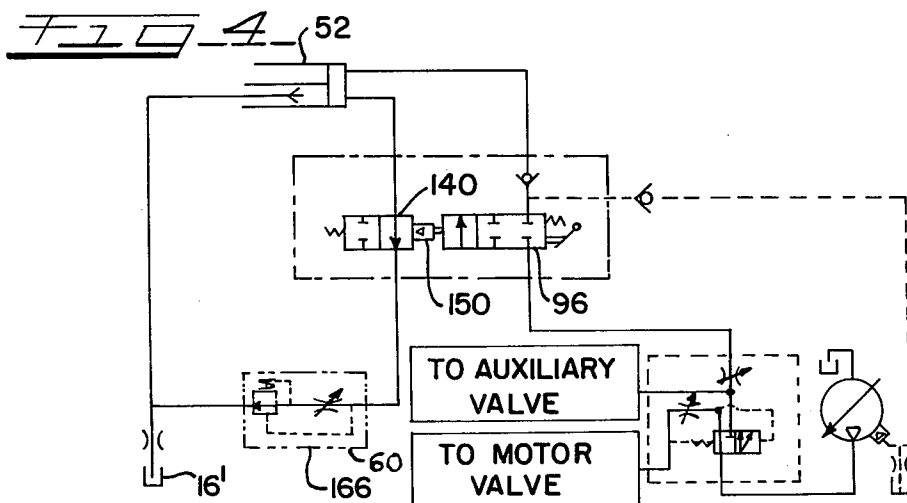 Fig-4
52
140
150
96
TO AUXILIARY
VALVE
TO MOTOR
VALVE
60
166
16'